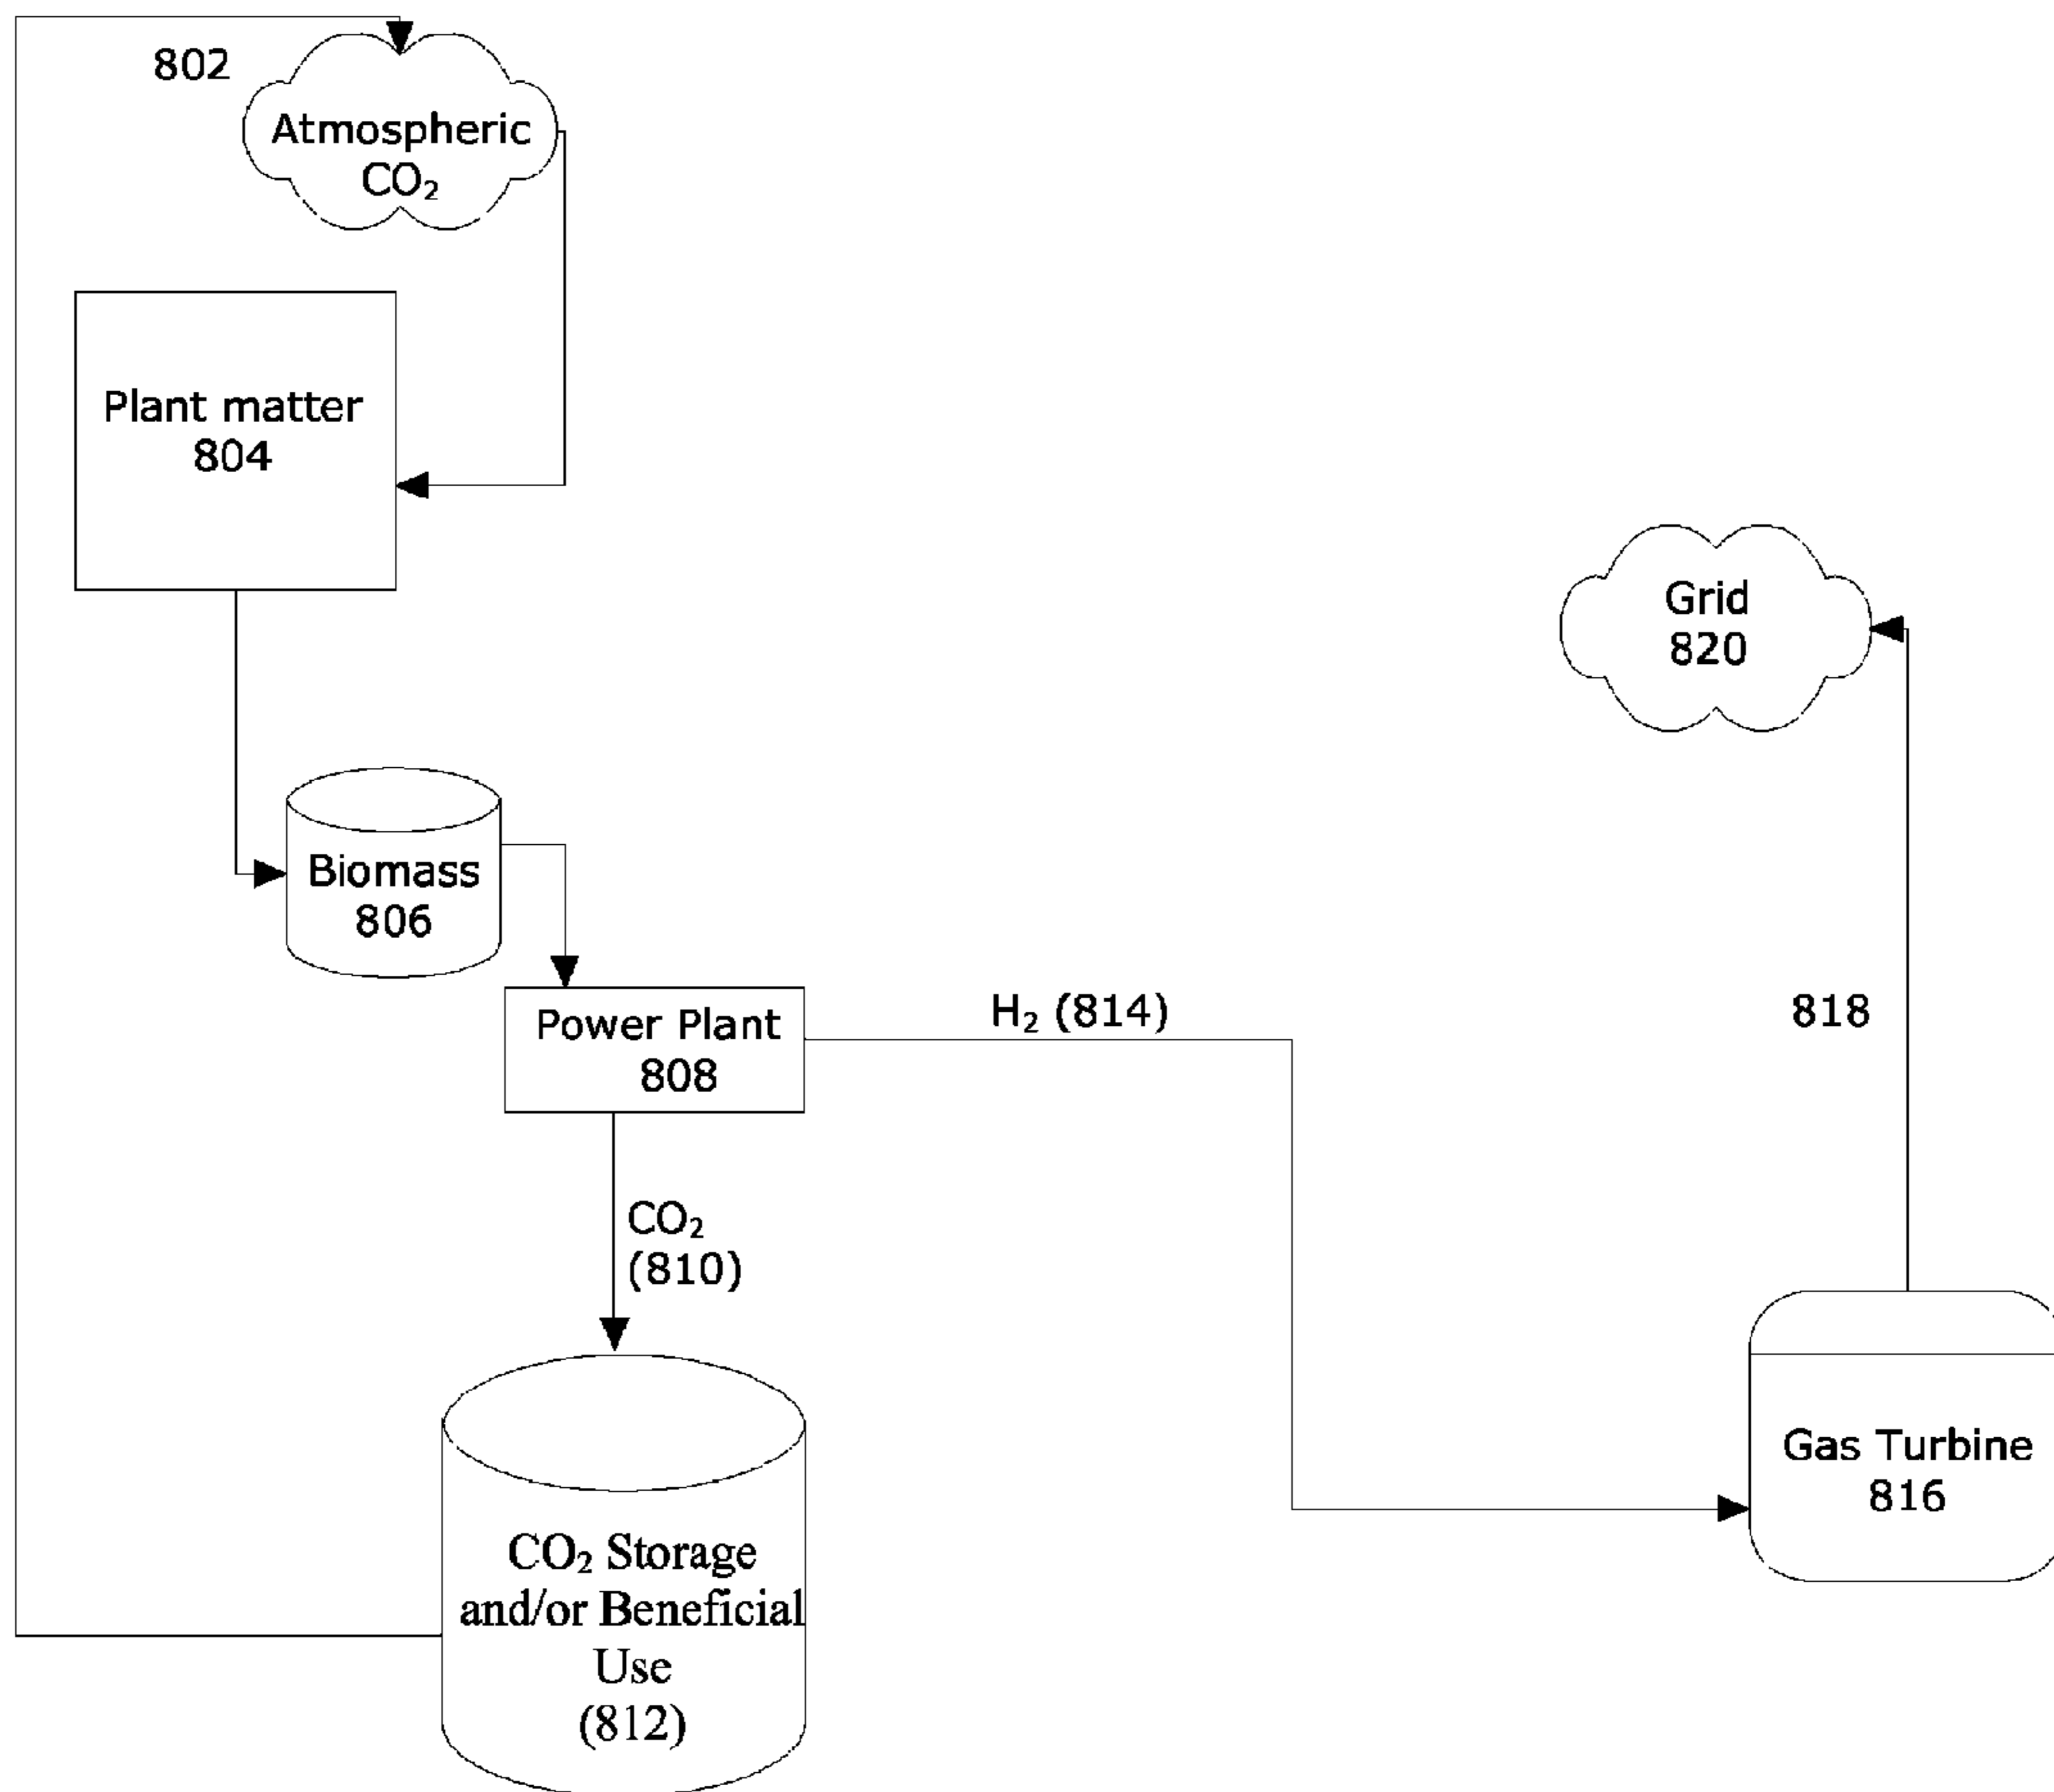 802
Atmospheric
CO₂
Plant matter
804
Grid
820
Biomass
806
Power Plant
808
H₂ (814)
818
CO₂
(810)
Gas Turbine
816
CO₂ Storage
and/or Beneficial
Use
(812)